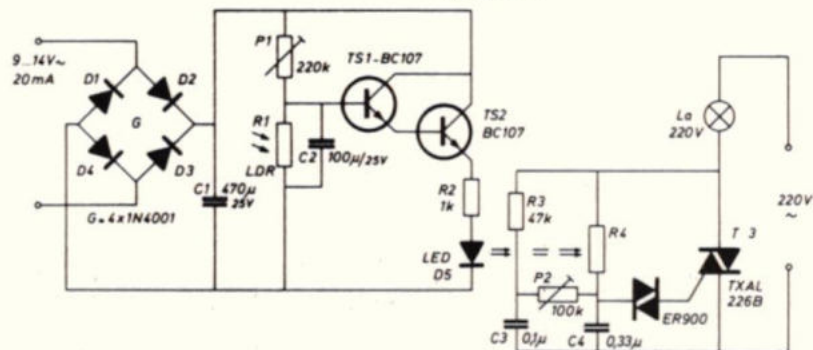 9...14V~
20mA
D1
D2
G
D4
D3
G=4x1N4001
C1
470µ
25V
P1
220k
R1
LDR
C2
100µ/25V
TS1-BC107
TS2
BC107
R2
1k
LED
D5
R3
47k
P2
100k
C3
0,1µ
R4
C4
0,33µ
ER900
La
220V
T 3
TXAL
226B
220V
~